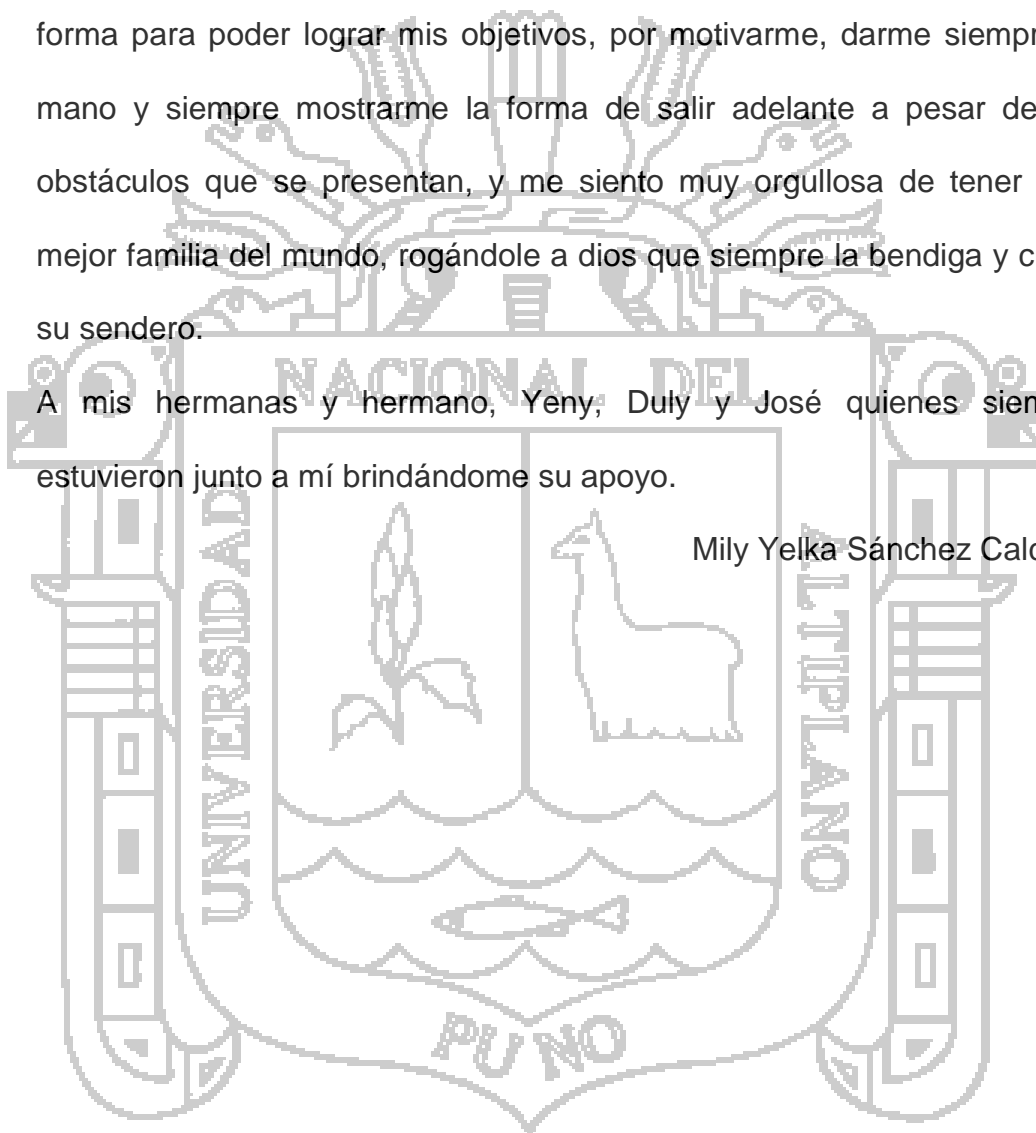 forma para poder lograr mis objetivos, por motivarme, darme siempr
mano y siempre mostrarme la forma de salir adelante a pesar de
obstáculos que se presentan, y me siento muy orgullosa de tener
mejor familia del mundo, rogándole a dios que siempre la bendiga y c
su sendero.
NACIONAL DEL
A mis hermanas y hermano, Yeny, Duly y José quienes siem
estuvieron junto a mí brindándome su apoyo.
Mily Yelka Sánchez Calc
UNIVERSIDAD
ALTIPLANO
PUNO